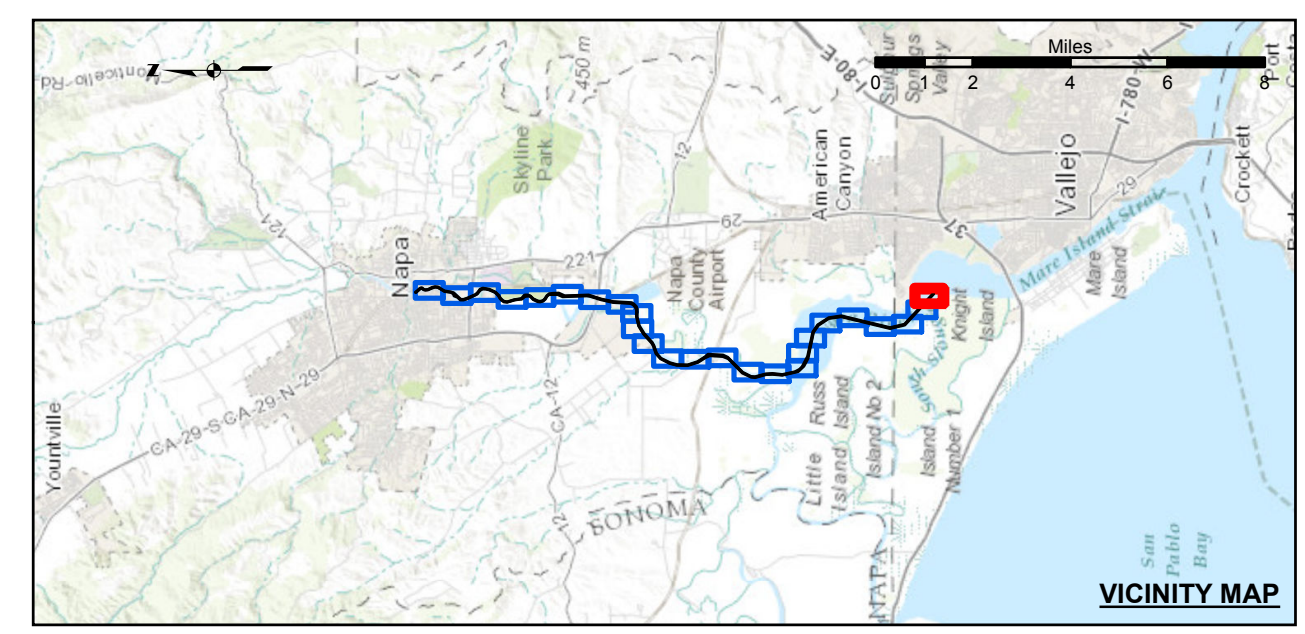 Monticello Rd
Z
450 m
Skyline
Park
121
Napa
221
12
29
Napa
County
Airport
American
Canyon
I-80-E
Sulphur
Springs
Valley
Miles
0 1 2 4 6 8
I-780-W
Port
Costa
Vallejo
37
29
Crockett
Mare Island Strait
Mare
Island
Knight
Island
South Slough
Yountville
CA-29-S-CA-29-N-29
CA-12
12
SONOMA
NAPA
Little
Island
Russ
Island
Island No 2
Island
Number 1
San
Pablo
Bay
VICINITY MAP